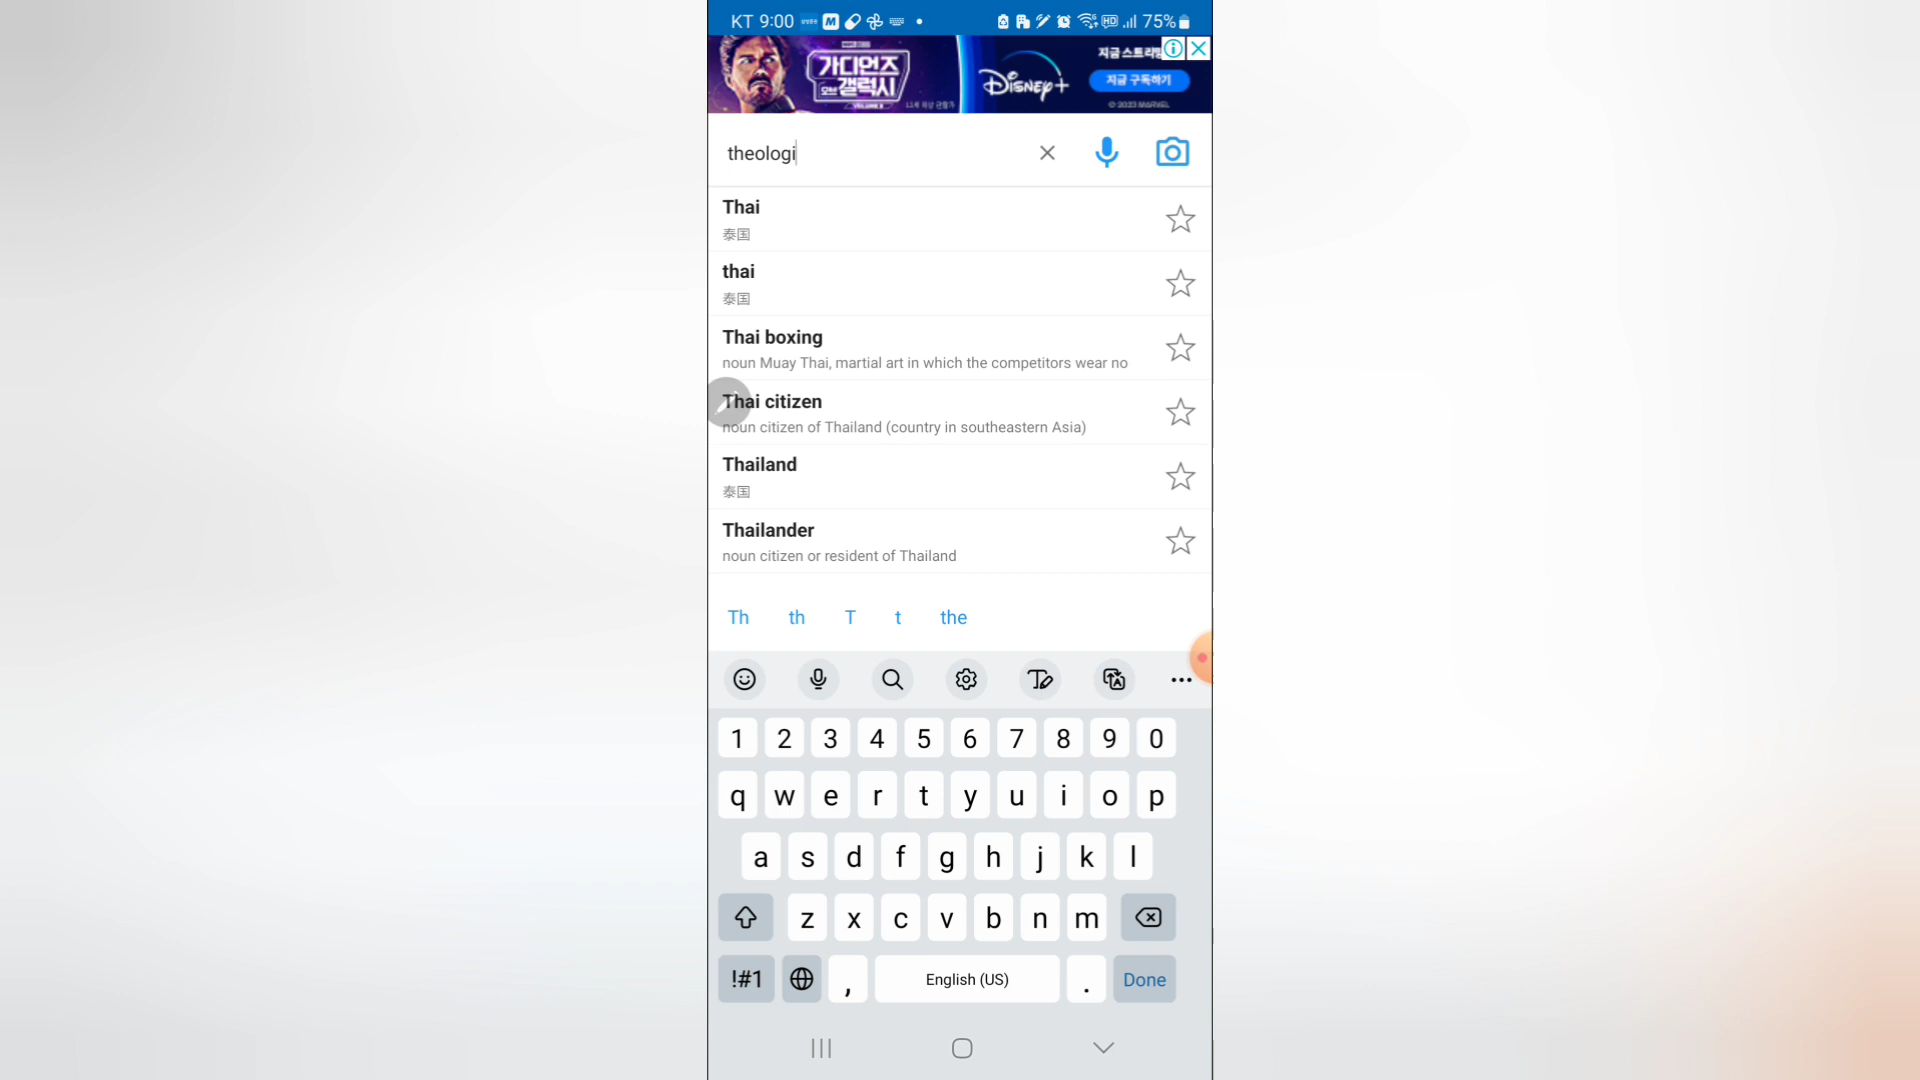 KT 9:00
75%
가디언즈
오브 갤럭시
VOLUME 3
Disney+
지금 스트리밍
지금 구독하기
© 2023 MARVEL
theologi
Thai
泰国
thai
泰国
Thai boxing
noun Muay Thai, martial art in which the competitors wear no
Thai citizen
noun citizen of Thailand (country in southeastern Asia)
Thailand
泰国
Thailander
noun citizen or resident of Thailand
Th th T t the
1 2 3 4 5 6 7 8 9 0
q w e r t y u i o p
a s d f g h j k l
z x c v b n m
!#1 , English (US) . Done